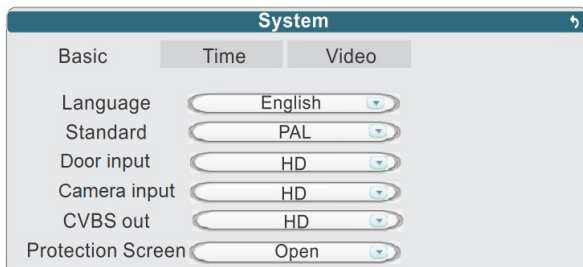 System
Basic Time Video
Language English
Standard PAL
Door input HD
Camera input HD
CVBS out HD
Protection Screen Open